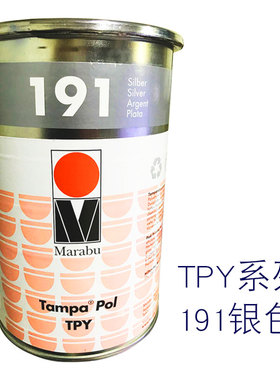 191
Silber
Silver
Argent
Plata
Marabu
Tampa® Pol
TPY
TPY系列
191银色